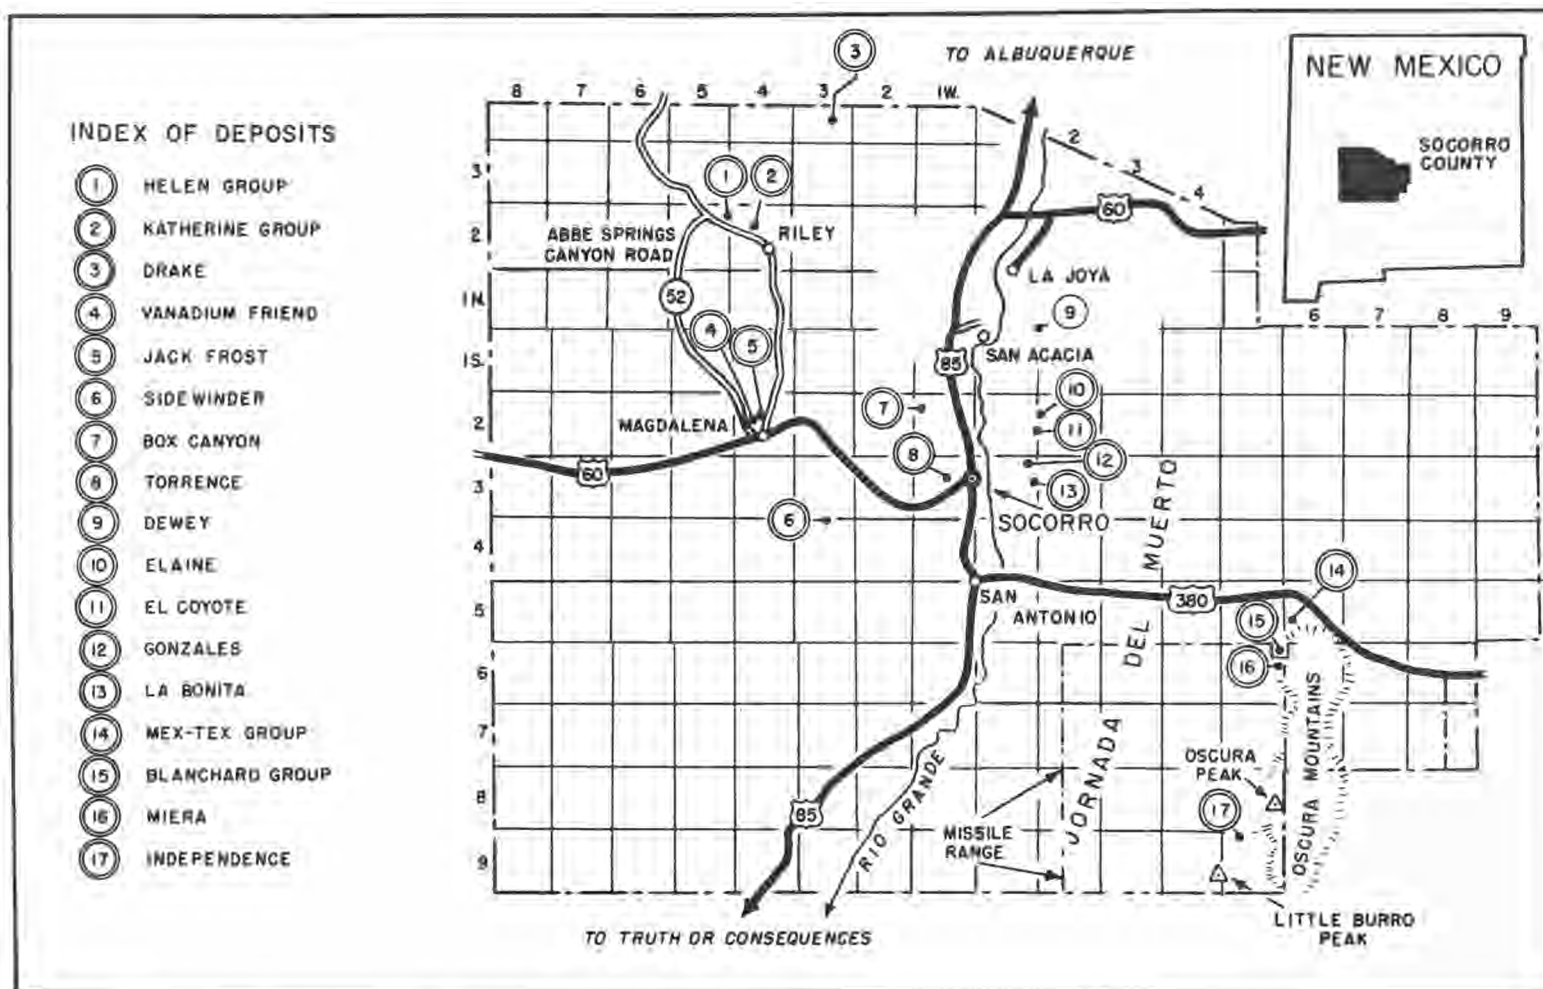 INDEX OF DEPOSITS
1 HELEN GROUP
2 KATHERINE GROUP
3 DRAKE
4 VANADIUM FRIEND
5 JACK FROST
6 SIDEWINDER
7 BOX CANYON
8 TORRENCE
9 DEWEY
10 ELAINE
11 EL COYOTE
12 GONZALES
13 LA BONITA
14 MEX-TEX GROUP
15 BLANCHARD GROUP
16 MIERA
17 INDEPENDENCE
3
TO ALBUQUERQUE
8 7 6 5 4 3 2 1W.
2
3
4
3
2
1N.
1S.
2
3
4
5
6
7
8
9
1
2
ABBE SPRINGS
CANYON ROAD
RILEY
52
4
5
MAGDALENA
60
6
7
8
85
60
LA JOYA
9
SAN ACACIA
10
11
12
13
SOCORRO
SAN
ANTONIO
380
14
15
16
17
JORNADA
DEL
MUERTO
OSCURA
PEAK
OSCURA MOUNTAINS
MISSILE
RANGE
RIO GRANDE
85
LITTLE BURRO
PEAK
TO TRUTH OR CONSEQUENCES
NEW MEXICO
SOCORRO
COUNTY
6 7 8 9